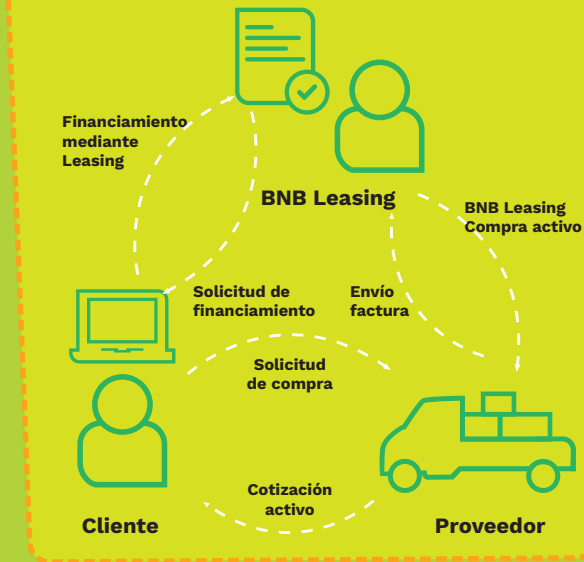 Financiamiento
mediante
Leasing
BNB Leasing
BNB Leasing
Compra activo
Solicitud de
financiamiento
Envío
factura
Solicitud
de compra
Cotización
activo
Cliente
Proveedor